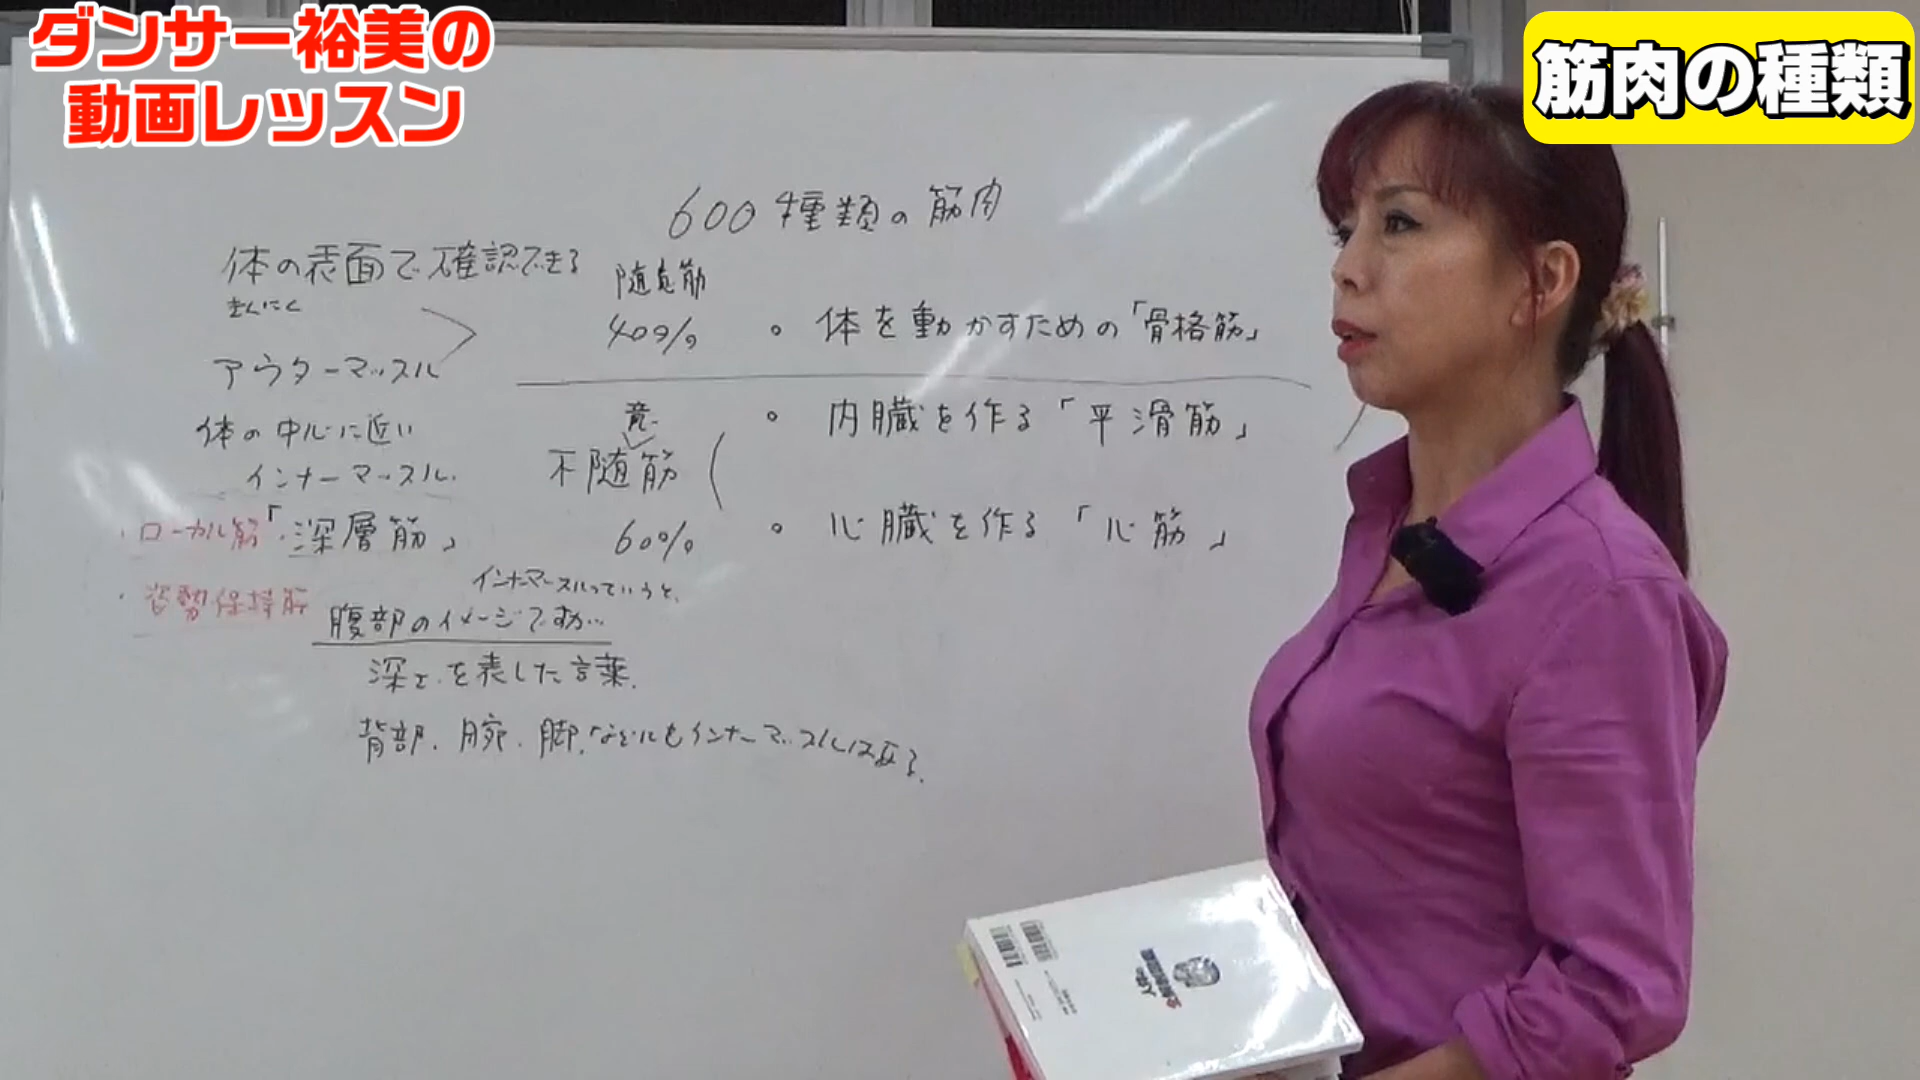 ダンサー裕美の
動画レッスン
筋肉の種類
600種類の筋肉
体の表面で確認できる
きんにく
アウターマッスル
体の中心に近い
インナーマッスル.
・ローカル筋「深層筋」
・姿勢保持筋
随意筋
40%
。体を動かすための「骨格筋」
意
不随筋
60%
。内臓を作る「平滑筋」
。心臓を作る「心筋」
インナーマッスルっていうと、
腹部のイメージですが…
深さを表した言葉.
背部.腕.脚.などにもインナーマッスルはある.